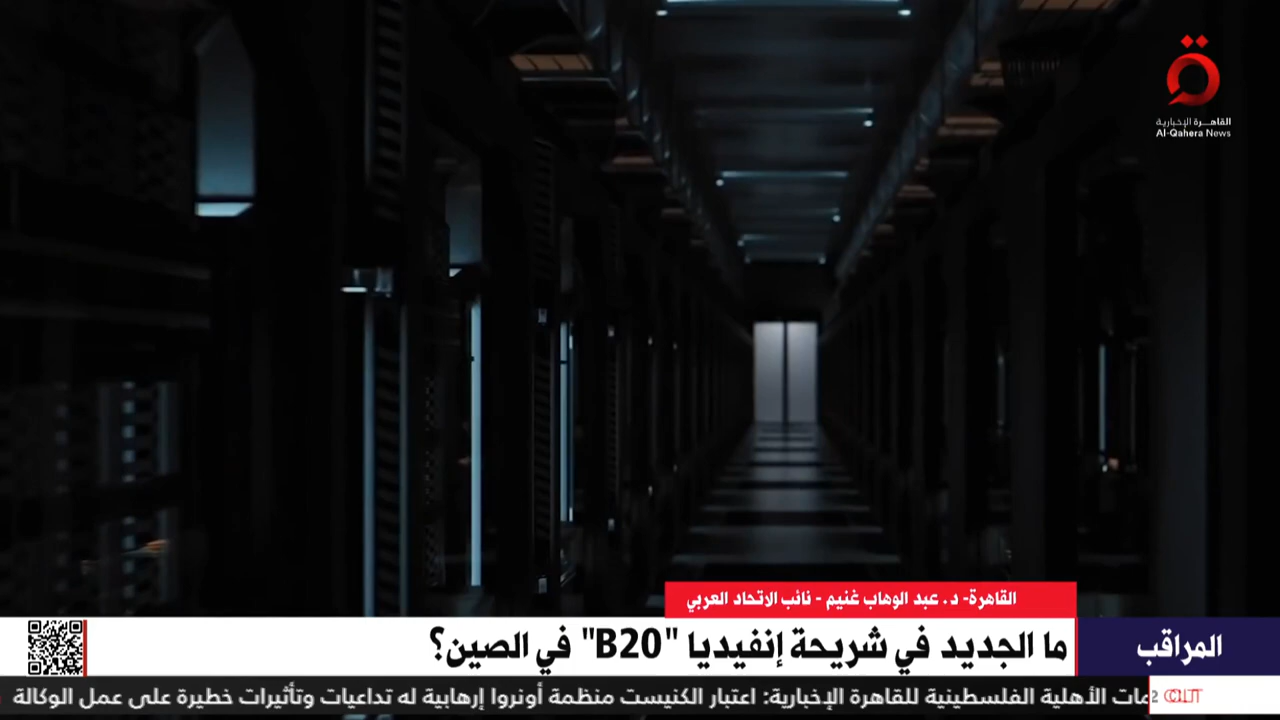 القاهرة الإخبارية
Al-Qahera News
القاهرة- د. عبد الوهاب غنيم - نائب الاتحاد العربي
ما الجديد في شريحة إنفيديا "B20" في الصين؟
المراقب
الأهلية الفلسطينية للقاهرة الإخبارية: اعتبار الكنيست منظمة أونروا إرهابية له تداعيات وتأثيرات خطيرة على عمل الوكالة